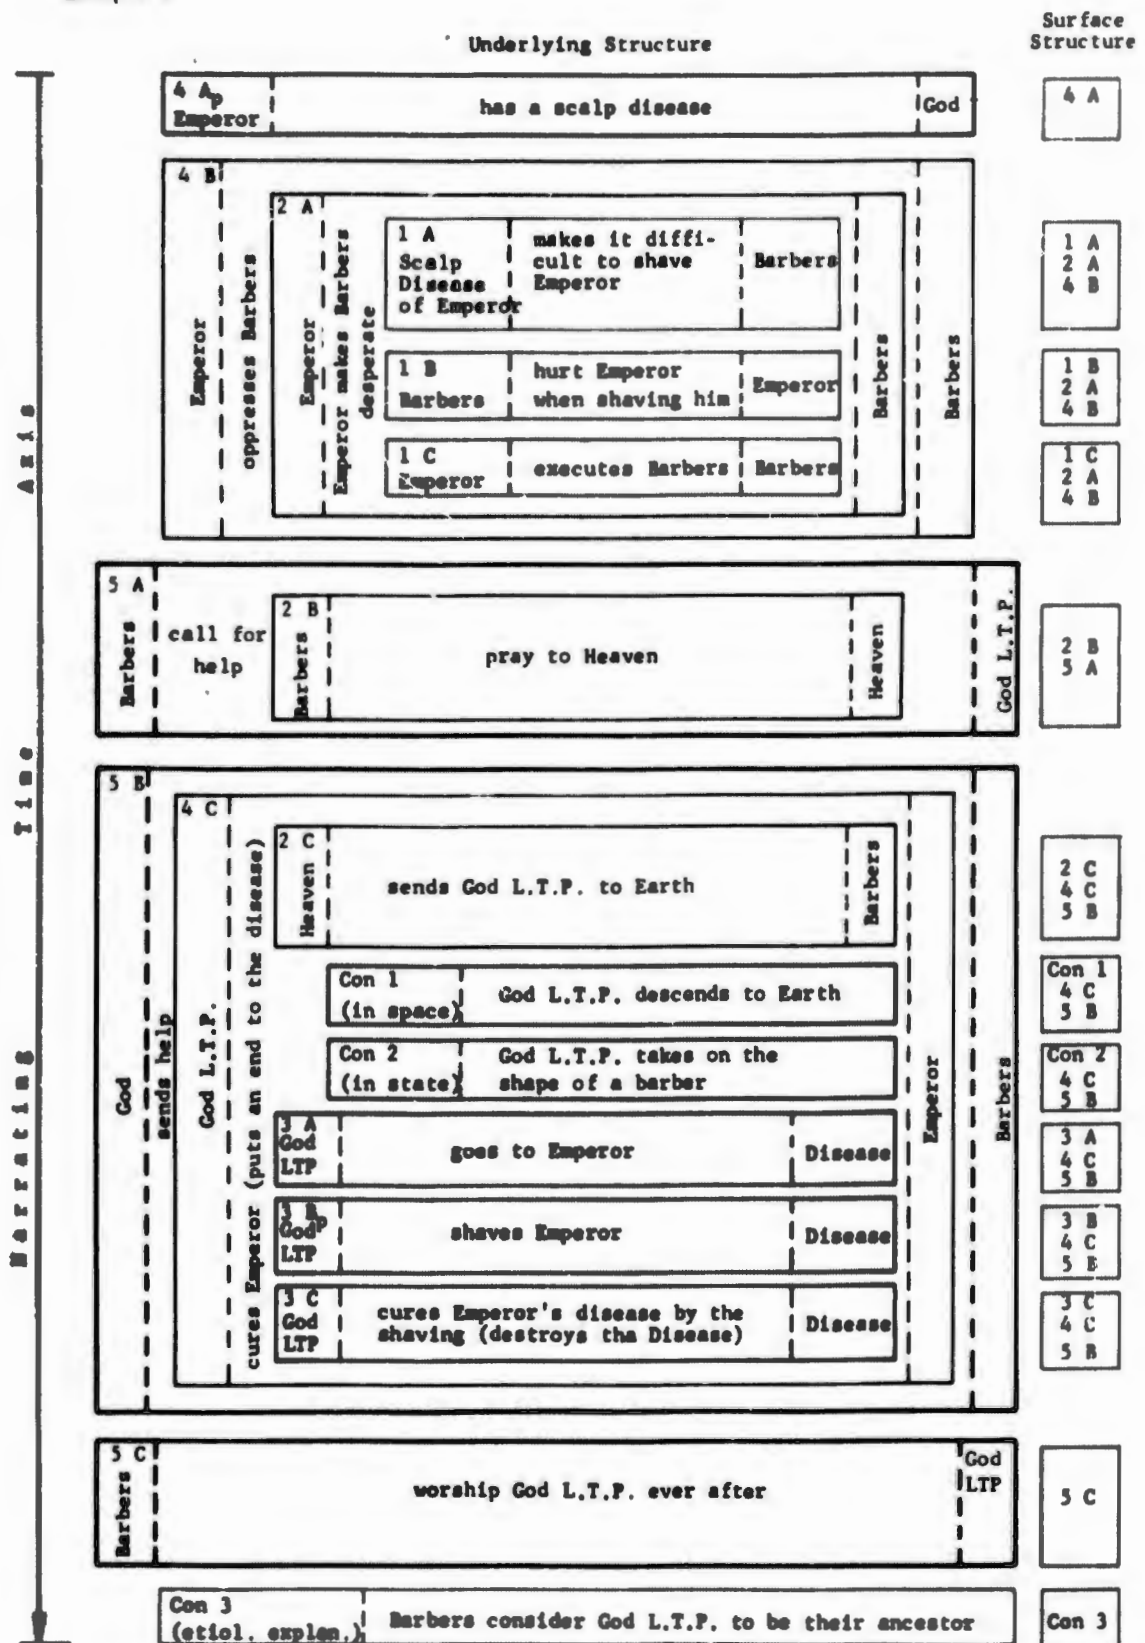 Surface
Structure
Underlying Structure
4 Ap
Emperor
has a scalp disease
God
4 A
4 B
Emperor
oppresses Barbers
2 A
Emperor
Emperor makes Barbers
desperate
1 A
Scalp
Disease
of Emperor
makes it diffi-
cult to shave
Emperor
Barbers
1 B
Barbers
hurt Emperor
when shaving him
Emperor
1 C
Emperor
executes Barbers
Barbers
Barbers
Barbers
1 A
2 A
4 B
1 B
2 A
4 B
1 C
2 A
4 B
5 A
Barbers
call for
help
2 B
Barbers
pray to Heaven
Heaven
God L.T.P.
2 B
5 A
5 B
God
sends help
4 C
God L.T.P.
cures Emperor (puts an end to the disease)
2 C
Heaven
sends God L.T.P. to Earth
Barbers
Con 1
(in space)
God L.T.P. descends to Earth
Con 2
(in state)
God L.T.P. takes on the
shape of a barber
3 A
God
LTP
goes to Emperor
Disease
3 B
Godp
LTP
shaves Emperor
Disease
3 C
God
LTP
cures Emperor's disease by the
shaving (destroys tha Disease)
Disease
Emperor
Barbers
2 C
4 C
5 B
Con 1
4 C
5 B
Con 2
4 C
5 B
3 A
4 C
5 B
3 B
4 C
5 B
3 C
4 C
5 B
5 C
Barbers
worship God L.T.P. ever after
God
LTP
5 C
Con 3
(etiol. explan.)
Barbers consider God L.T.P. to be their ancestor
Con 3
Narrating Time Axis